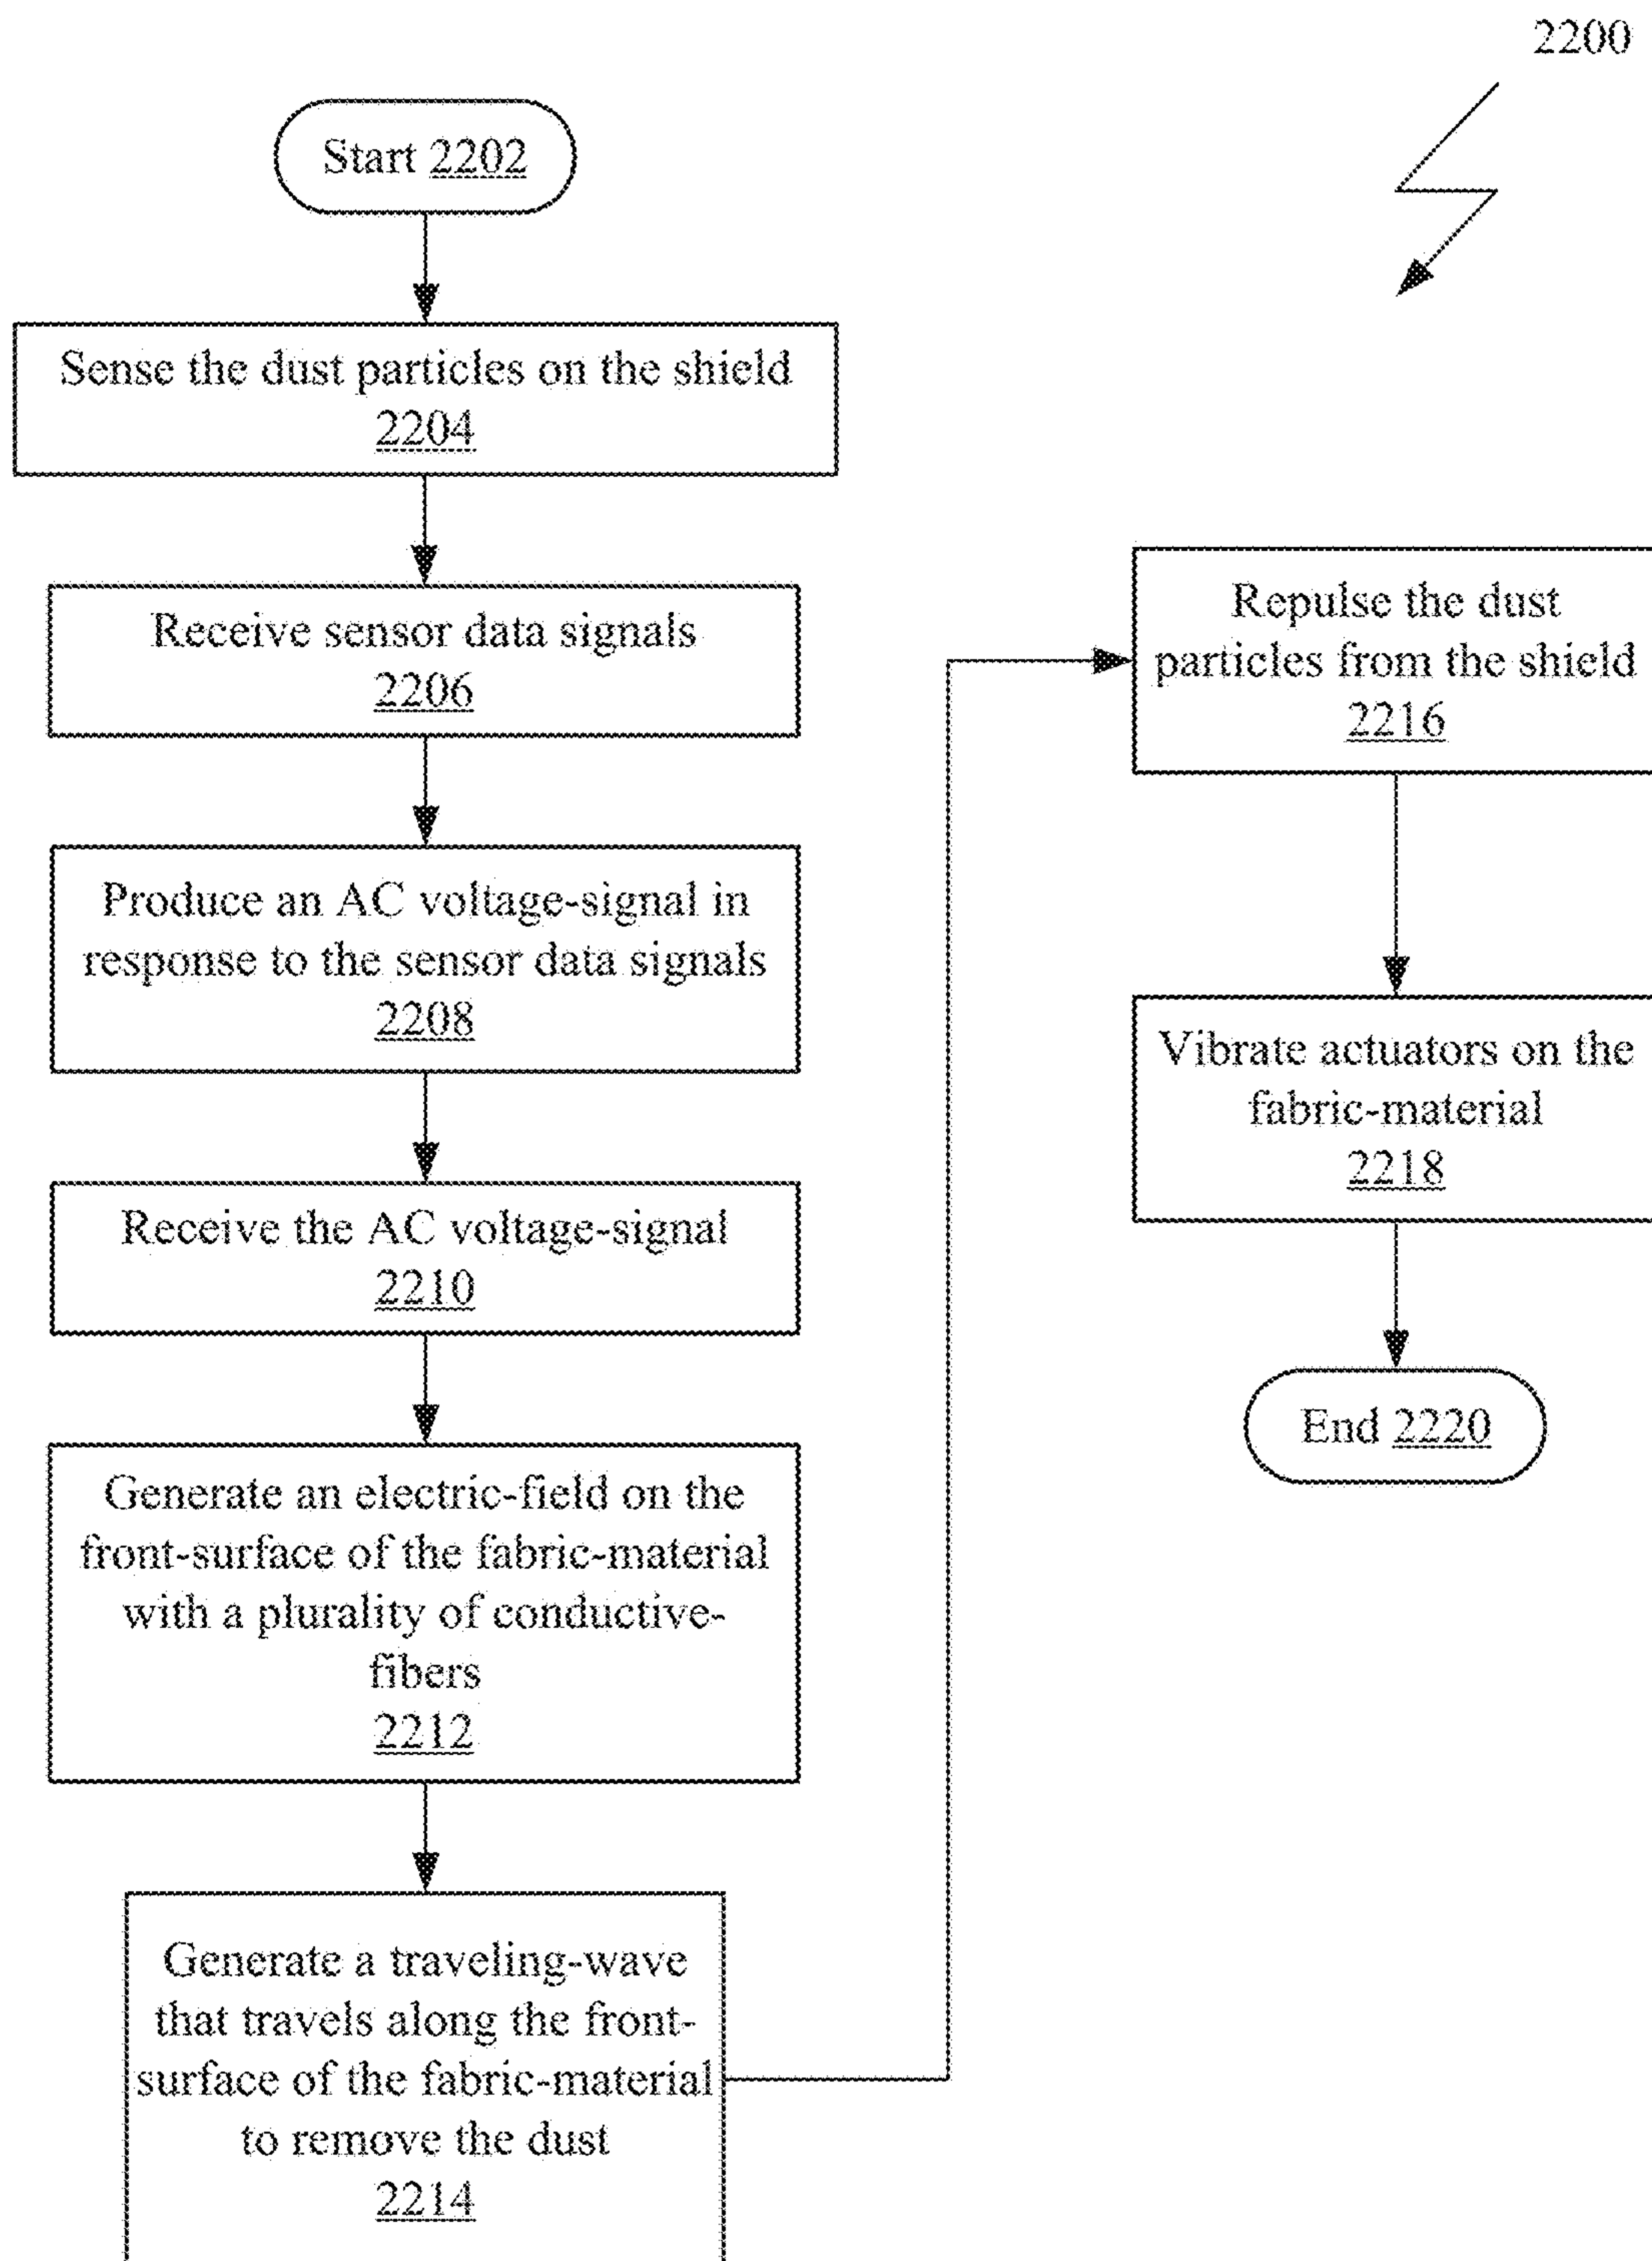 2200
Start 2202
Sense the dust particles on the shield
2204
Receive sensor data signals
2206
Produce an AC voltage-signal in
response to the sensor data signals
2208
Receive the AC voltage-signal
2210
Generate an electric-field on the
front-surface of the fabric-material
with a plurality of conductive-
fibers
2212
Generate a traveling-wave
that travels along the front-
surface of the fabric-material
to remove the dust
2214
Repulse the dust
particles from the shield
2216
Vibrate actuators on the
fabric-material
2218
End 2220